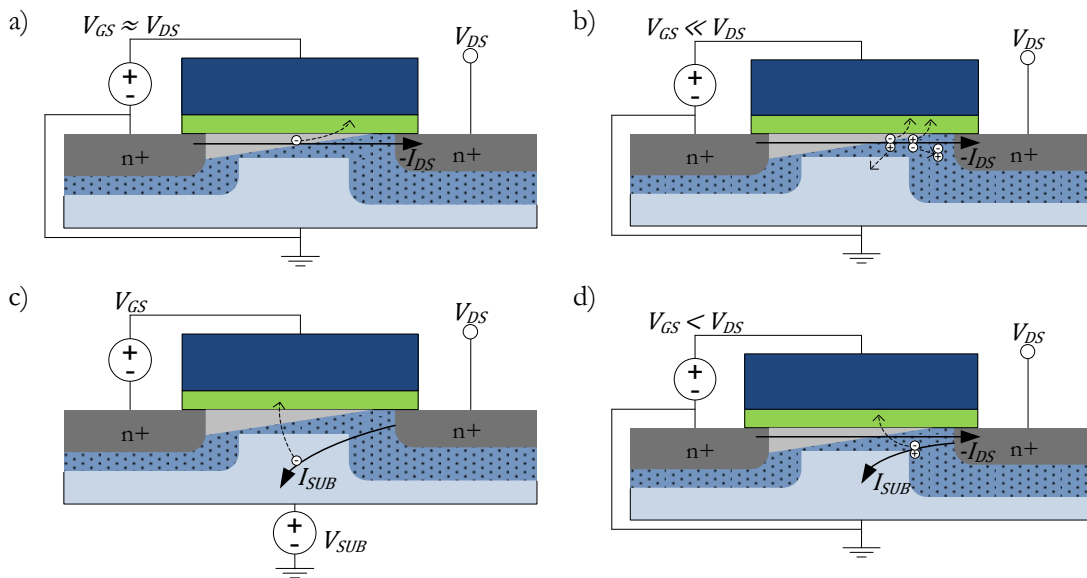 a)
V_GS ≈ V_DS
V_DS
+
-
-
n+
-I_DS
n+
b)
V_GS ≪ V_DS
V_DS
+
-
- + -
+ - +
n+
-I_DS
n+
c)
V_GS
V_DS
+
-
n+
n+
-
I_SUB
+
-
V_SUB
d)
V_GS < V_DS
V_DS
+
-
n+
-
+
-I_DS
n+
I_SUB